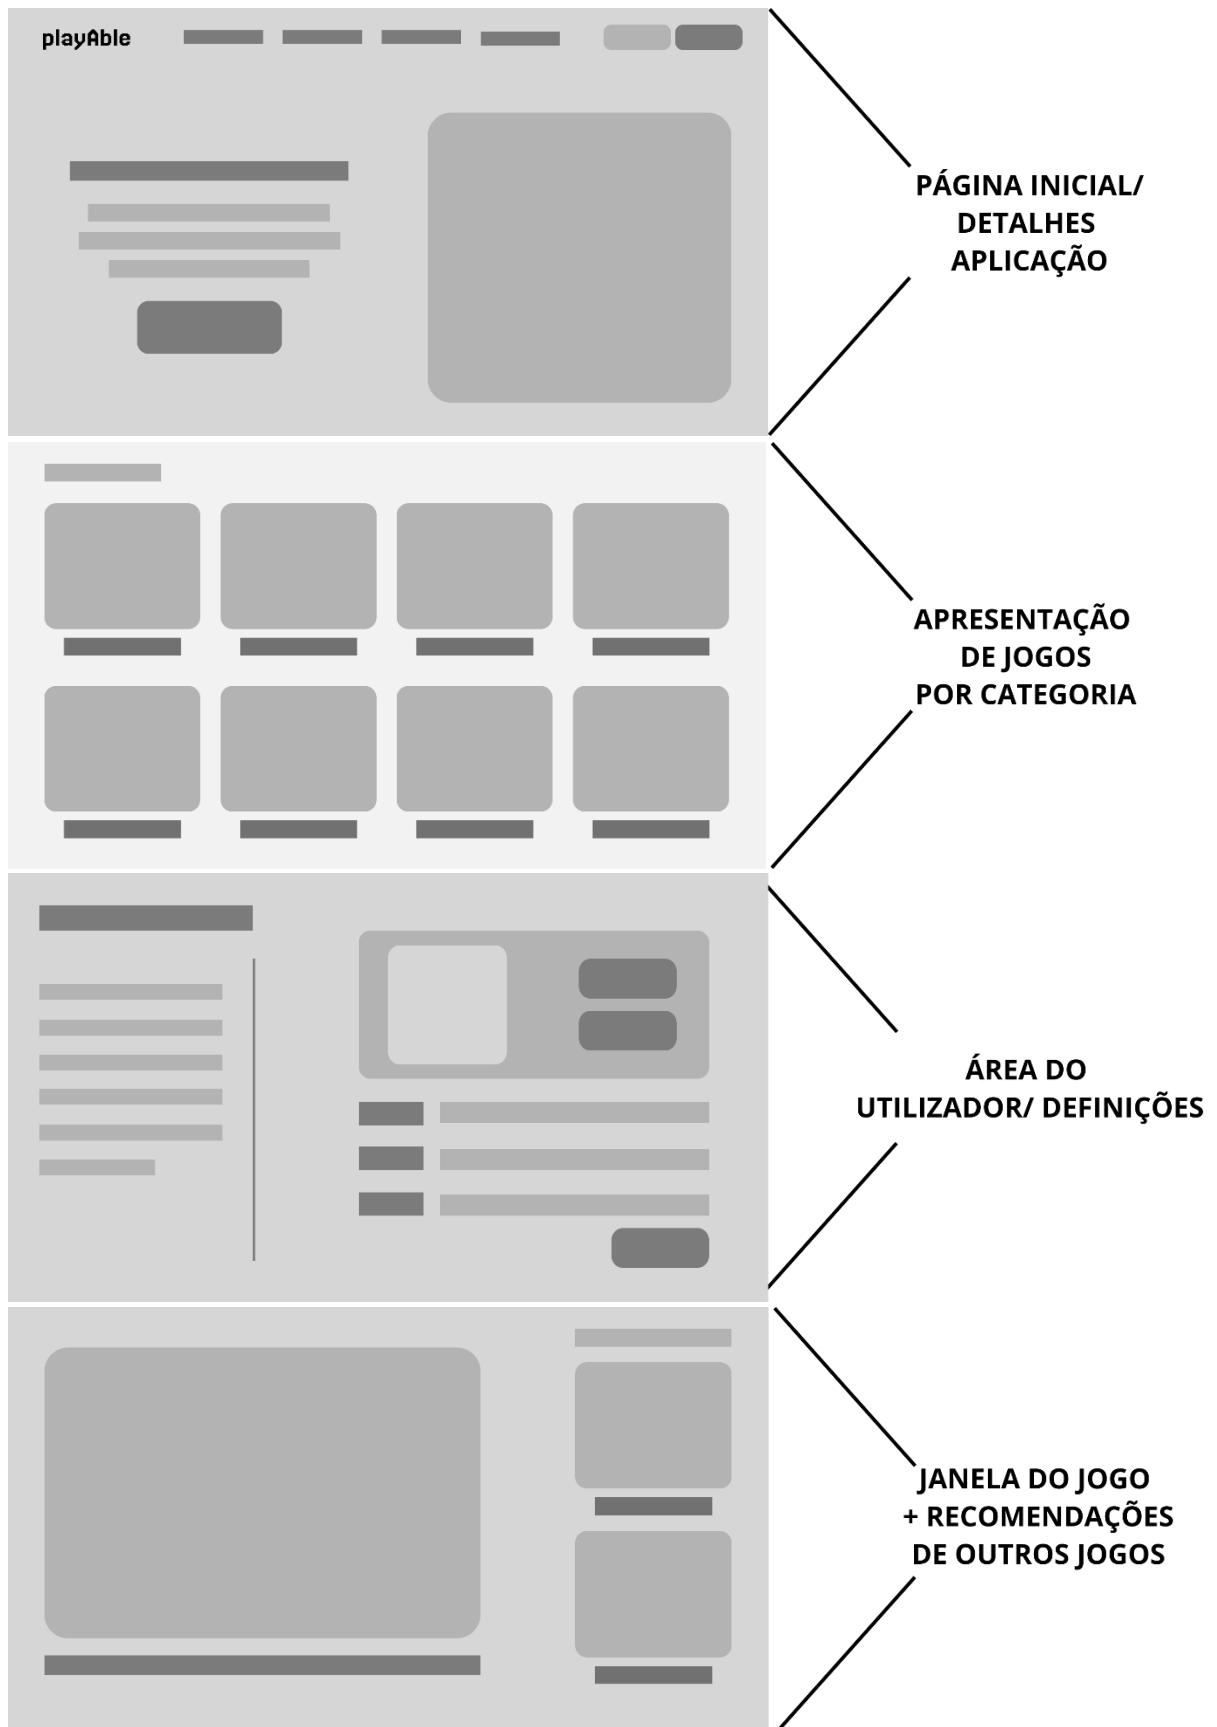 playAble
PÁGINA INICIAL/
DETALHES
APLICAÇÃO
APRESENTAÇÃO
DE JOGOS
POR CATEGORIA
ÁREA DO
UTILIZADOR/ DEFINIÇÕES
JANELA DO JOGO
+ RECOMENDAÇÕES
DE OUTROS JOGOS